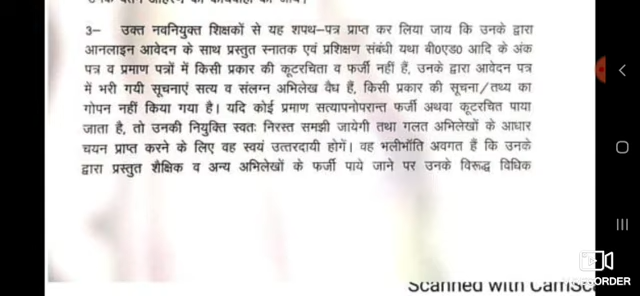 3— उक्त नवनियुक्त शिक्षकों से यह शपथ-पत्र प्राप्त कर लिया जाय कि उनके द्वारा
आनलाइन आवेदन के साथ प्रस्तुत स्नातक एवं प्रशिक्षण संबंधी यथा बी०एड० आदि के अंक
पत्र व प्रमाण पत्रों में किसी प्रकार की कूटरचिता व फर्जी नहीं हैं, उनके द्वारा आवेदन पत्र
में भरी गयी सूचनाएं सत्य व संलग्न अभिलेख वैध हैं, किसी प्रकार की सूचना/तथ्य का
गोपन नहीं किया गया है। यदि कोई प्रमाण सत्यापनोपरान्त फर्जी अथवा कूटरचित पाया
जाता है, तो उनकी नियुक्ति स्वतः निरस्त समझी जायेगी तथा गलत अभिलेखों के आधार
चयन प्राप्त करने के लिए वह स्वयं उत्तरदायी होगें। वह भलीभॉति अवगत हैं कि उनके
द्वारा प्रस्तुत शैक्षिक व अन्य अभिलेखों के फर्जी पाये जाने पर उनके विरूद्ध विधिक
Scanned with CamSc